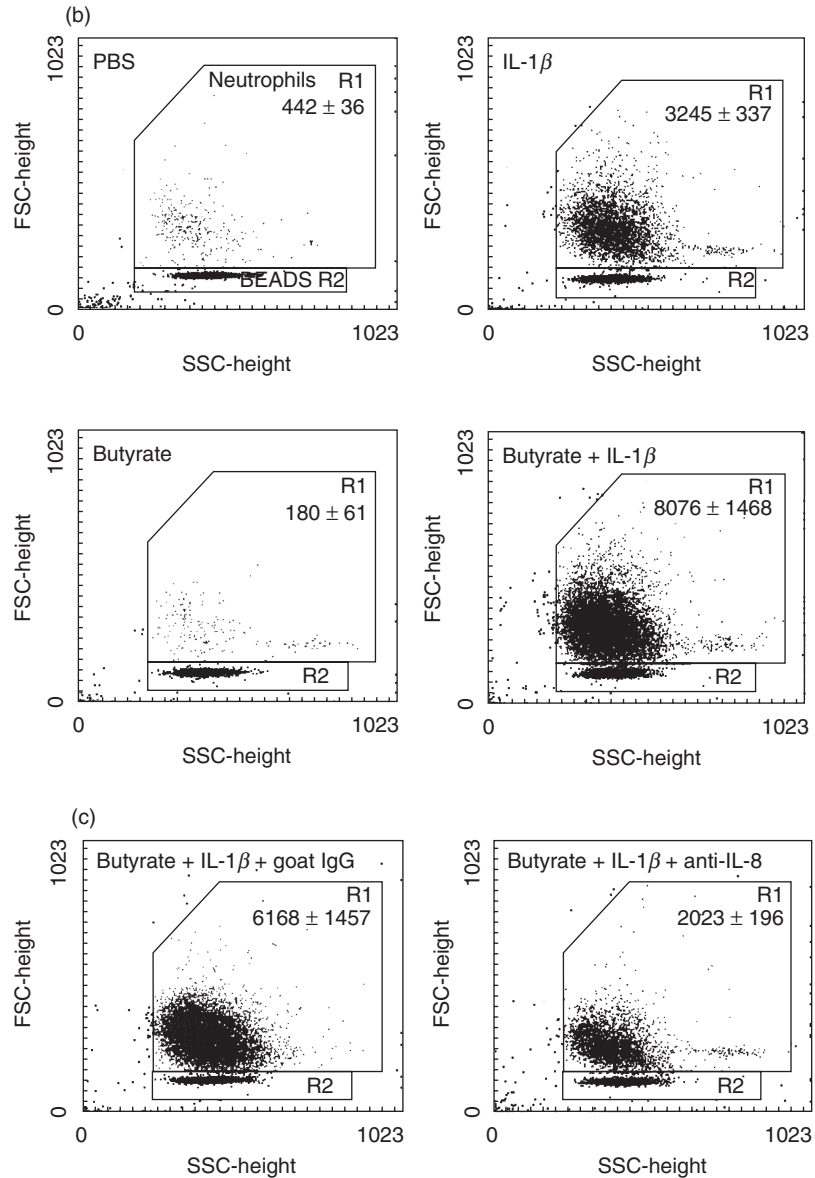 (b)
PBS
Neutrophils R1
442 ± 36
BEADS R2
FSC-height
0
1023
0
1023
SSC-height
IL-1β
R1
3245 ± 337
R2
FSC-height
0
1023
0
1023
SSC-height
Butyrate
R1
180 ± 61
R2
FSC-height
0
1023
0
1023
SSC-height
Butyrate + IL-1β
R1
8076 ± 1468
R2
FSC-height
0
1023
0
1023
SSC-height
(c)
Butyrate + IL-1β + goat IgG
R1
6168 ± 1457
R2
FSC-height
0
1023
0
1023
SSC-height
Butyrate + IL-1β + anti-IL-8
R1
2023 ± 196
R2
FSC-height
0
1023
0
1023
SSC-height